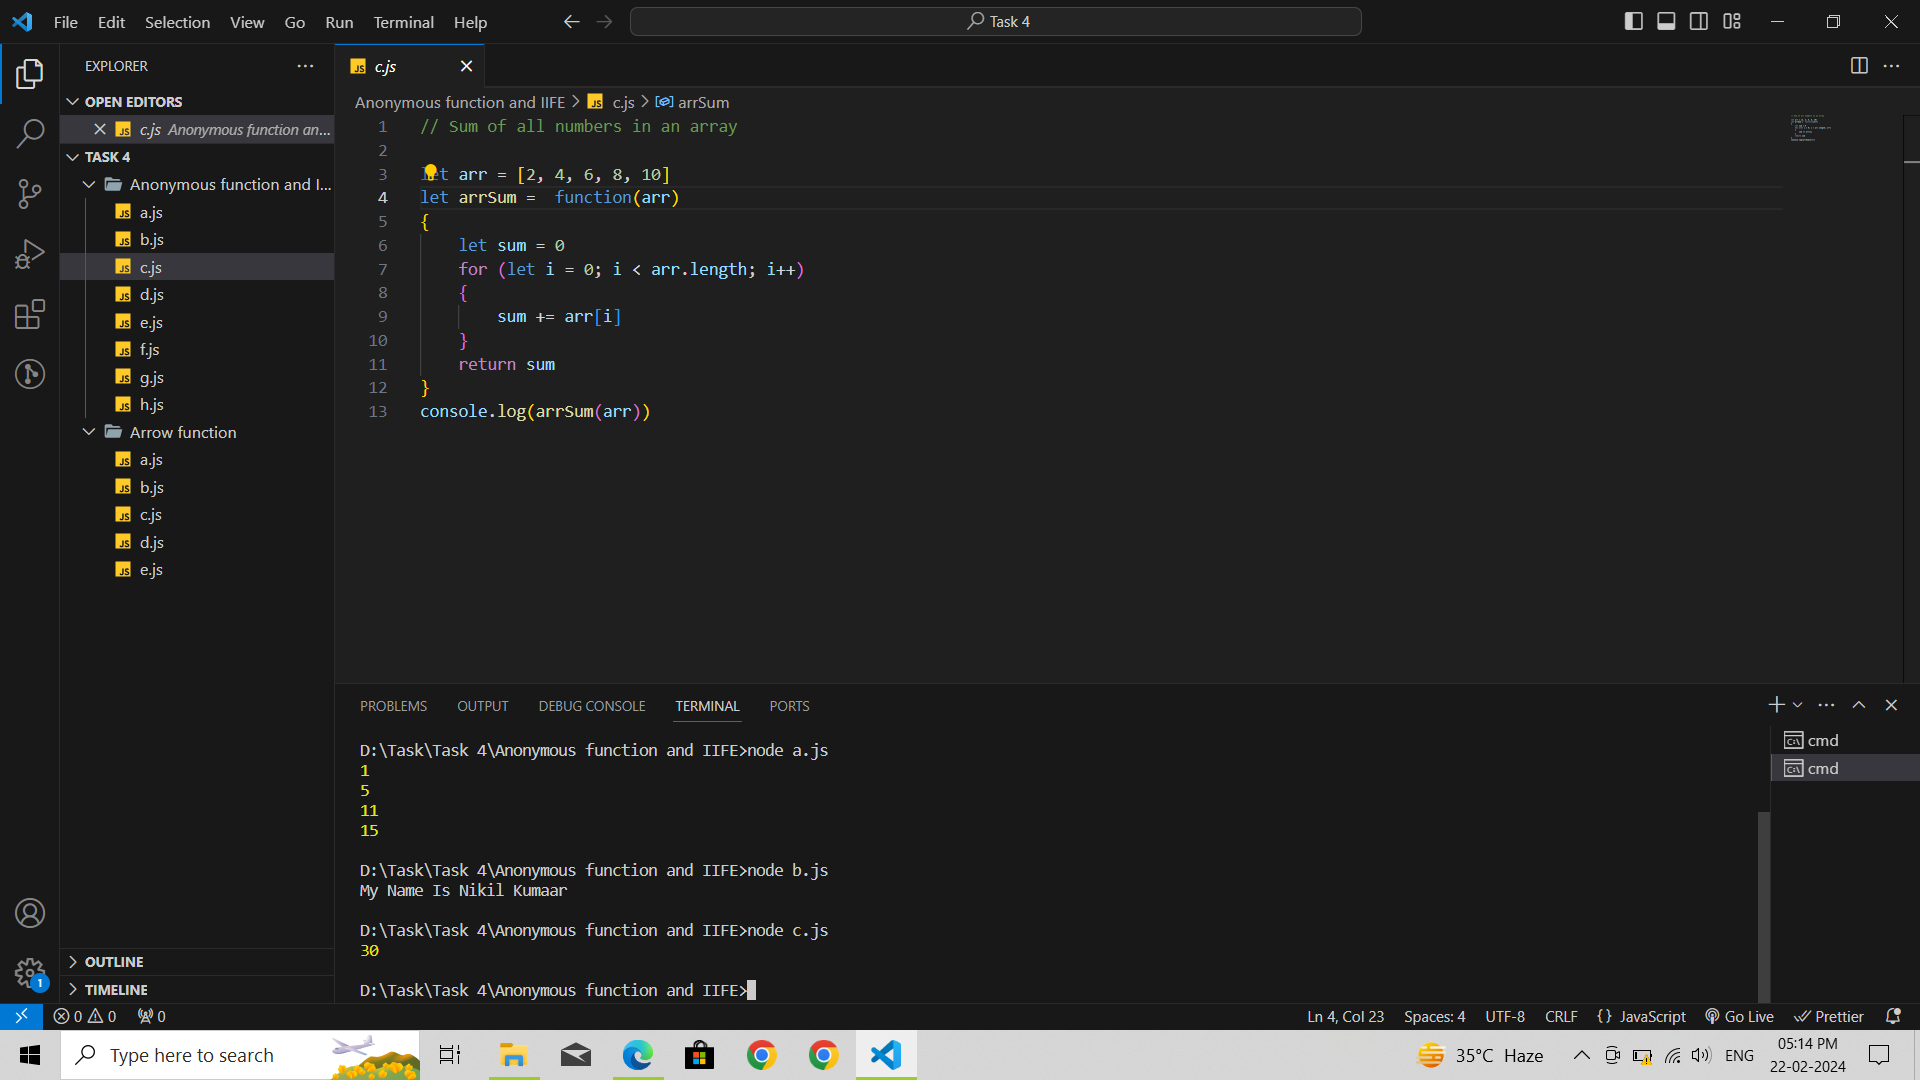 File Edit Selection View Go Run Terminal Help
Task 4
EXPLORER
OPEN EDITORS
c.js Anonymous function an...
TASK 4
Anonymous function and I...
a.js
b.js
c.js
d.js
e.js
f.js
g.js
h.js
Arrow function
a.js
b.js
c.js
d.js
e.js
OUTLINE
TIMELINE
c.js
Anonymous function and IIFE > JS c.js > arrSum
1 // Sum of all numbers in an array
2
3 let arr = [2, 4, 6, 8, 10]
4 let arrSum =  function(arr)
5 {
6     let sum = 0
7     for (let i = 0; i < arr.length; i++)
8     {
9         sum += arr[i]
10     }
11     return sum
12 }
13 console.log(arrSum(arr))
PROBLEMS OUTPUT DEBUG CONSOLE TERMINAL PORTS
D:\Task\Task 4\Anonymous function and IIFE>node a.js
1
5
11
15
D:\Task\Task 4\Anonymous function and IIFE>node b.js
My Name Is Nikil Kumaar
D:\Task\Task 4\Anonymous function and IIFE>node c.js
30
D:\Task\Task 4\Anonymous function and IIFE>
cmd
cmd
1
0 0 0
Ln 4, Col 23 Spaces: 4 UTF-8 CRLF {} JavaScript Go Live Prettier
Type here to search
35°C Haze
ENG
05:14 PM
22-02-2024